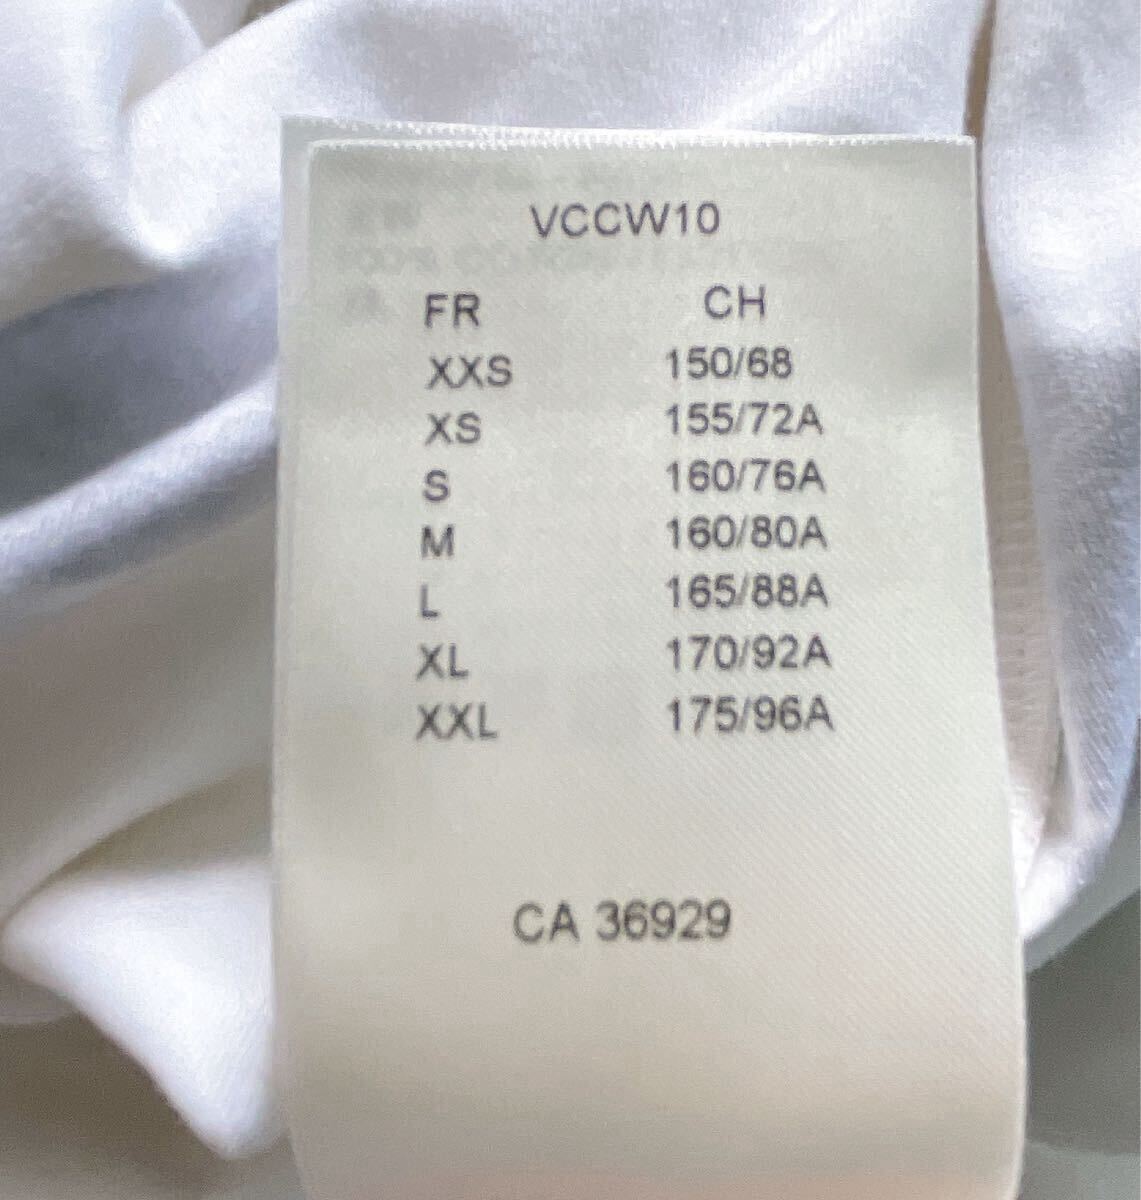 VCCW10
FR CH
XXS 150/68
XS 155/72A
S 160/76A
M 160/80A
L 165/88A
XL 170/92A
XXL 175/96A
CA 36929